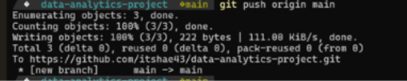 data-analytics-project main git push origin main
Enumerating objects: 3, done.
Counting objects: 100% (3/3), done.
Writing objects: 100% (3/3), 222 bytes | 111.00 KiB/s, done.
Total 3 (delta 0), reused 0 (delta 0), pack-reused 0 (from 0)
To https://github.com/itshae43/data-analytics-project.git
* [new branch] main -> main